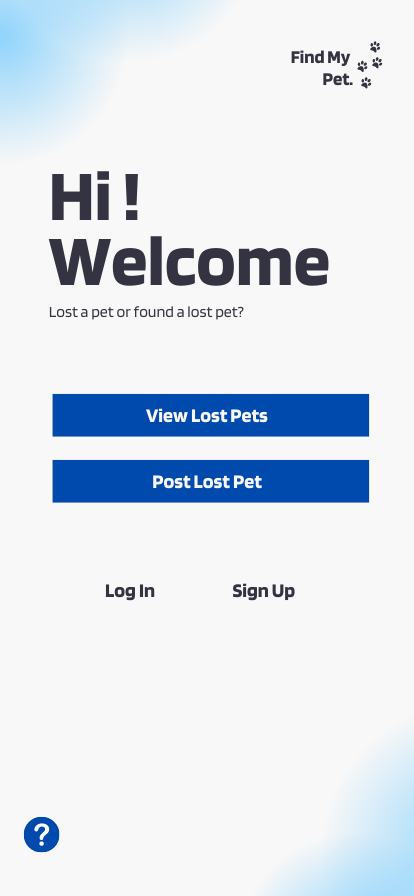 Find My
Pet.
Hi !
Welcome
Lost a pet or found a lost pet?
View Lost Pets
Post Lost Pet
Log In
Sign Up
?